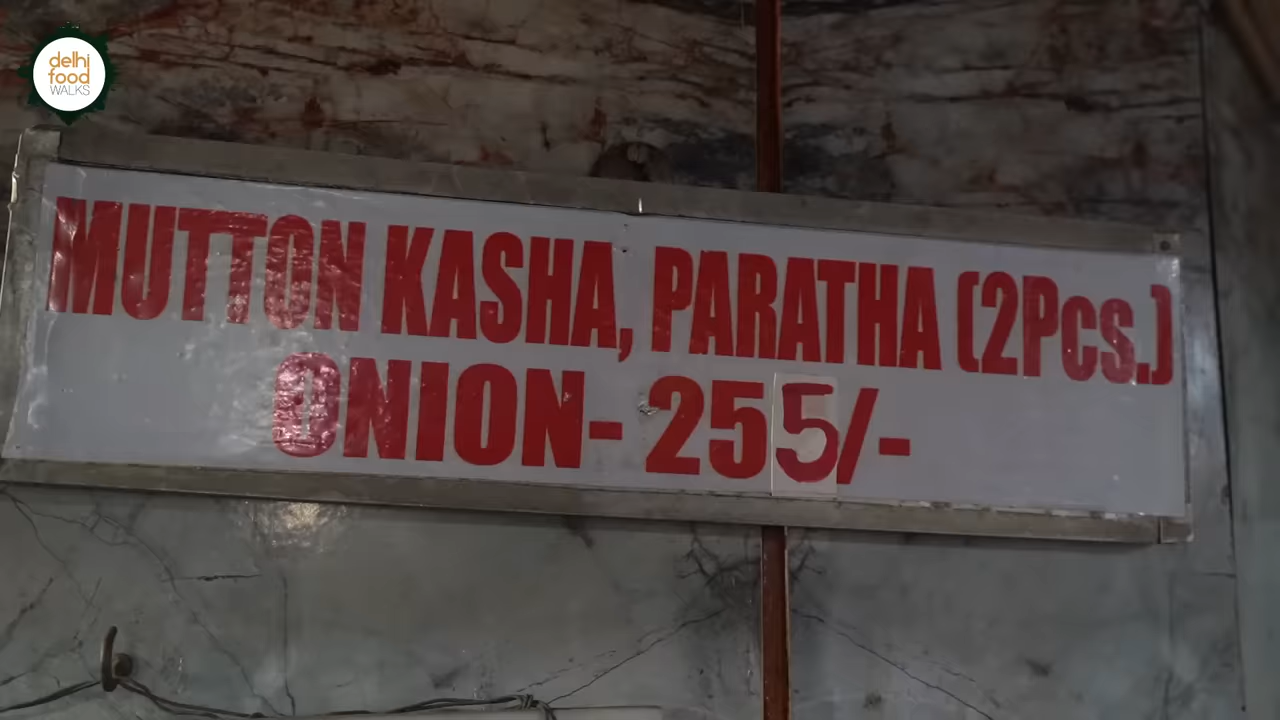 delhi
food
WALKS
MUTTON KASHA, PARATHA (2Pcs.)
ONION- 255/-